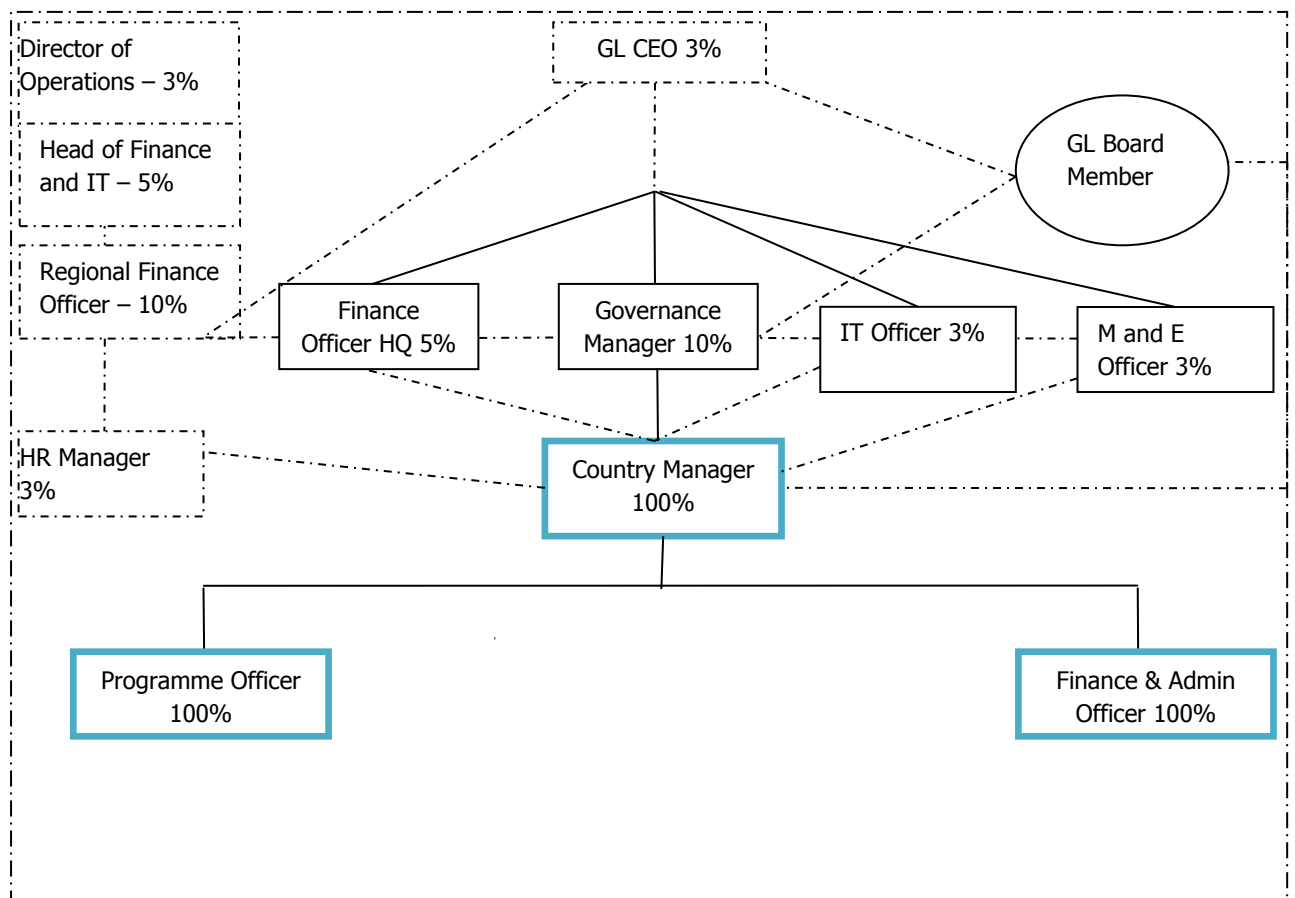 Director of
Operations – 3%
GL CEO 3%
Head of Finance
and IT – 5%
GL Board
Member
Regional Finance
Officer – 10%
Finance
Officer HQ 5%
Governance
Manager 10%
IT Officer 3%
M and E
Officer 3%
HR Manager
3%
Country Manager
100%
Programme Officer
100%
Finance & Admin
Officer 100%